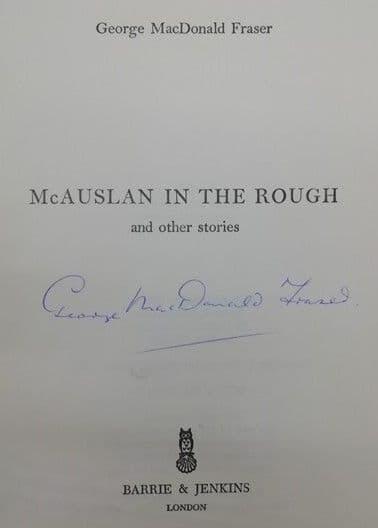 George MacDonald Fraser
McAUSLAN IN THE ROUGH
and other stories
George MacDonald Fraser.
BARRIE & JENKINS
LONDON